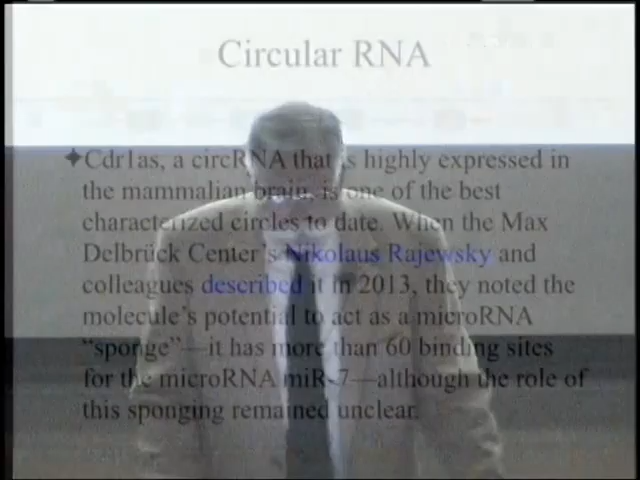 Circular RNA
✦Cdr1as, a circRNA that is highly expressed in
the mammalian brain, is one of the best
characterized circles to date. When the Max
Delbrück Center's Nikolaus Rajewsky and
colleagues described it in 2013, they noted the
molecule's potential to act as a microRNA
“sponge”—it has more than 60 binding sites
for the microRNA miR-7—although the role of
this sponging remained unclear.